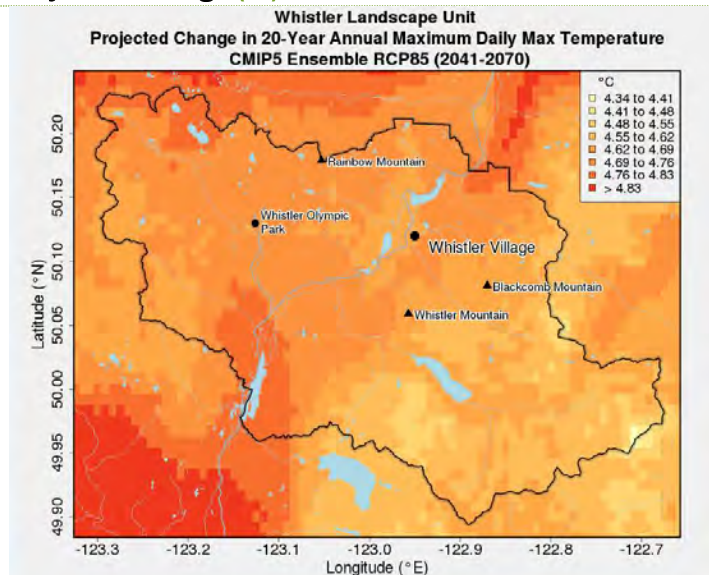 Whistler Landscape Unit
Projected Change in 20-Year Annual Maximum Daily Max Temperature
CMIP5 Ensemble RCP85 (2041-2070)
°C
4.34 to 4.41
4.41 to 4.48
4.48 to 4.55
4.55 to 4.62
4.62 to 4.69
4.69 to 4.76
4.76 to 4.83
> 4.83
Rainbow Mountain
Whistler Olympic
Park
Whistler Village
Blackcomb Mountain
Whistler Mountain
Latitude (°N)
50.20
50.15
50.10
50.05
50.00
49.95
49.90
-123.3
-123.2
-123.1
-123.0
-122.9
-122.8
-122.7
Longitude (°E)